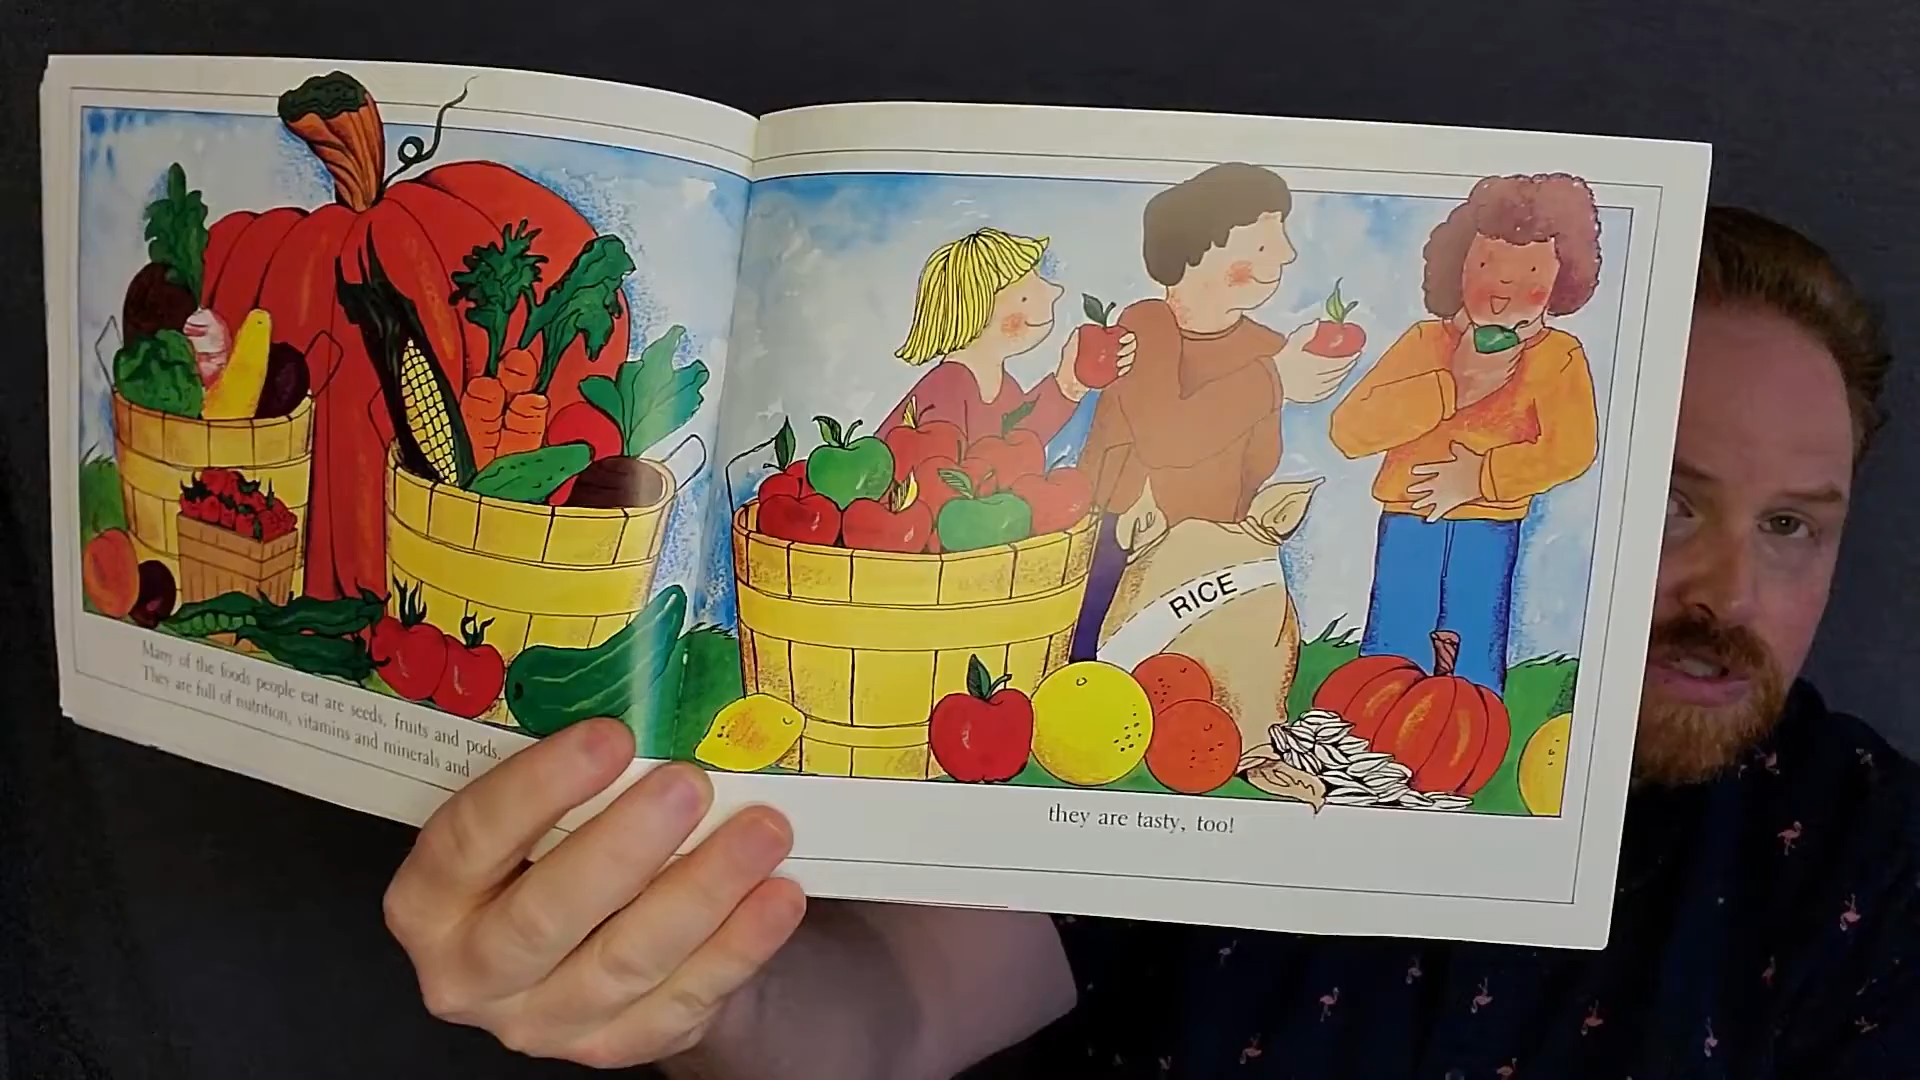 Many of the foods people eat are seeds, fruits and pods.
They are full of nutrition, vitamins and minerals and
RICE
they are tasty, too!